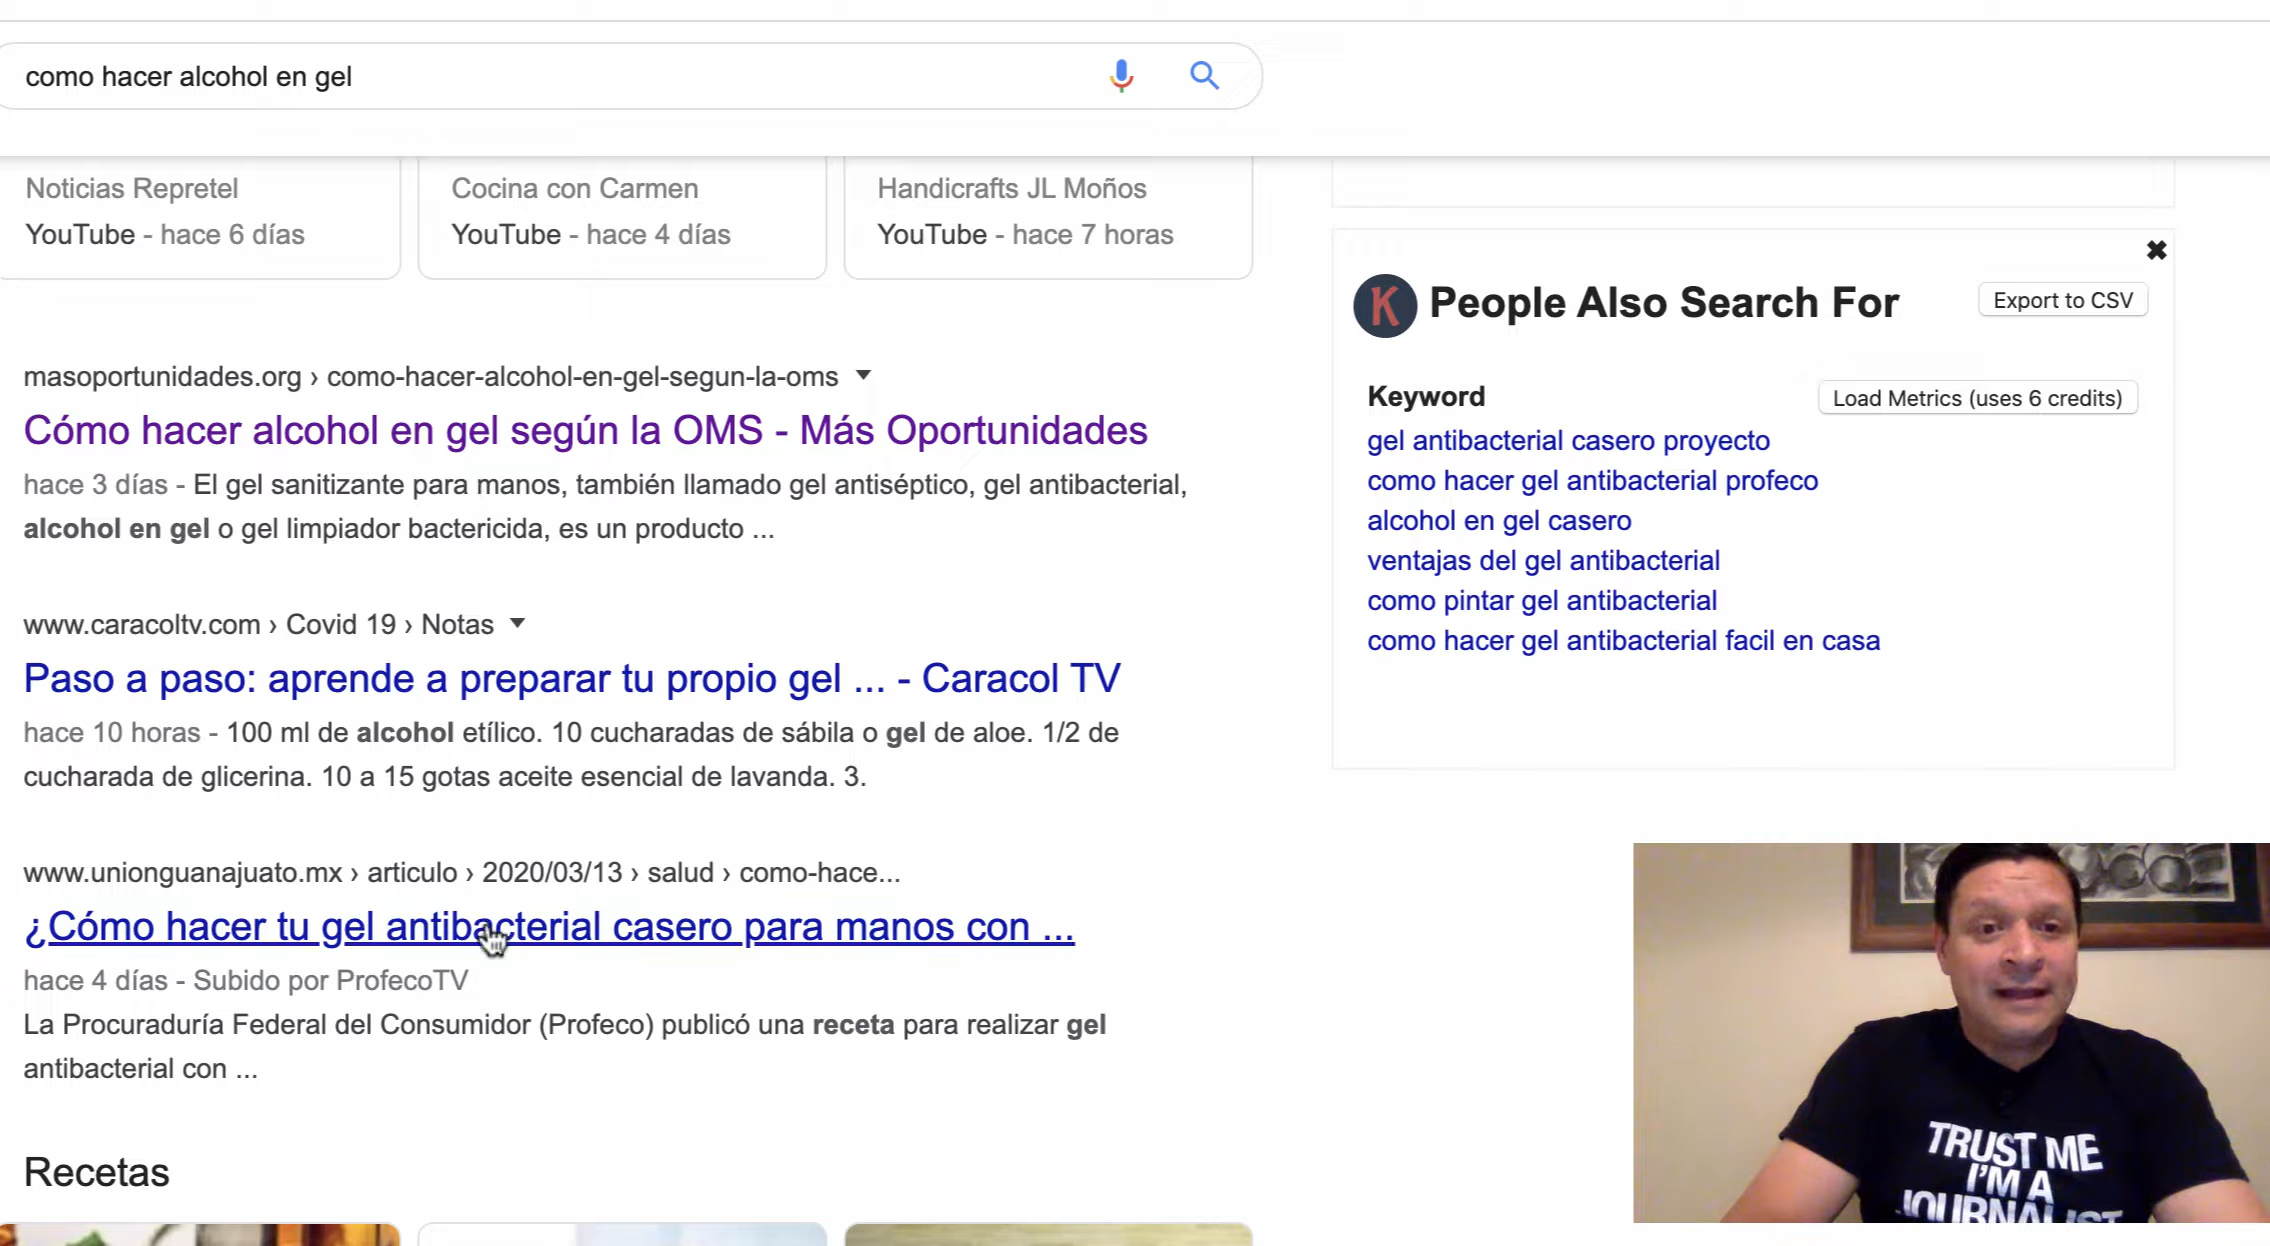 como hacer alcohol en gel
Noticias Repretel
YouTube - hace 6 días
Cocina con Carmen
YouTube - hace 4 días
Handicrafts JL Moños
YouTube - hace 7 horas
masoportunidades.org › como-hacer-alcohol-en-gel-segun-la-oms
Cómo hacer alcohol en gel según la OMS - Más Oportunidades
hace 3 días - El gel sanitizante para manos, también llamado gel antiséptico, gel antibacterial,
alcohol en gel o gel limpiador bactericida, es un producto ...
www.caracoltv.com › Covid 19 › Notas
Paso a paso: aprende a preparar tu propio gel ... - Caracol TV
hace 10 horas - 100 ml de alcohol etílico. 10 cucharadas de sábila o gel de aloe. 1/2 de
cucharada de glicerina. 10 a 15 gotas aceite esencial de lavanda. 3.
www.unionguanajuato.mx › articulo › 2020/03/13 › salud › como-hace...
¿Cómo hacer tu gel antibacterial casero para manos con ...
hace 4 días - Subido por ProfecoTV
La Procuraduría Federal del Consumidor (Profeco) publicó una receta para realizar gel
antibacterial con ...
Recetas
K People Also Search For
Export to CSV
Keyword
Load Metrics (uses 6 credits)
gel antibacterial casero proyecto
como hacer gel antibacterial profeco
alcohol en gel casero
ventajas del gel antibacterial
como pintar gel antibacterial
como hacer gel antibacterial facil en casa
TRUST ME
I'M A
JOURNALIST